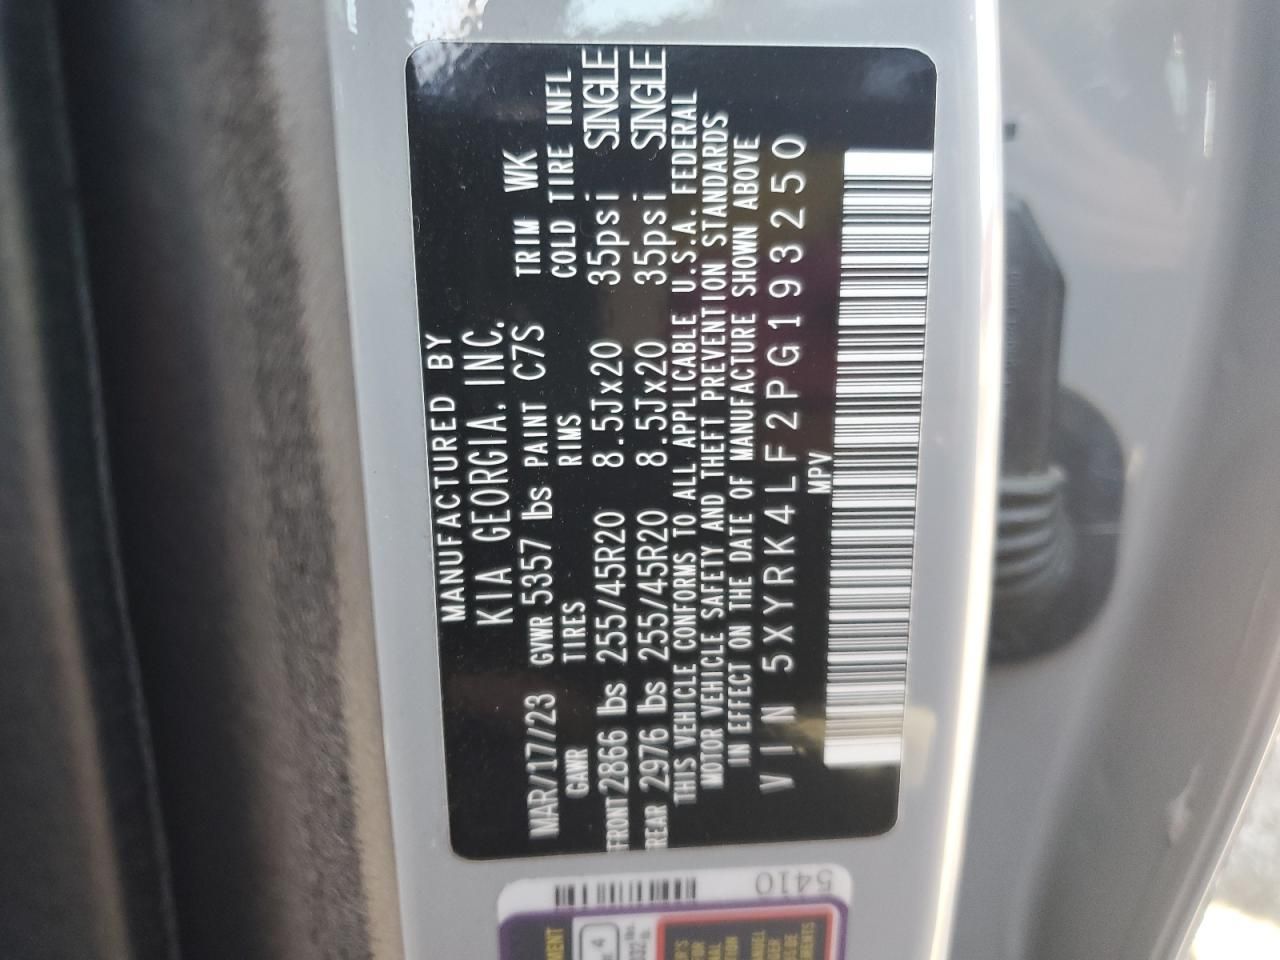 MANUFACTURED BY
KIA GEORGIA, INC.
MAR/17/23 GVWR 5357 lbs PAINT C7S TRIM WK
GAWR TIRES RIMS COLD TIRE INFL
FRONT 2866 lbs 255/45R20 8.5Jx20 35psi SINGLE
REAR 2976 lbs 255/45R20 8.5Jx20 35psi SINGLE
THIS VEHICLE CONFORMS TO ALL APPLICABLE U.S.A. FEDERAL
MOTOR VEHICLE SAFETY AND THEFT PREVENTION STANDARDS
IN EFFECT ON THE DATE OF MANUFACTURE SHOWN ABOVE
VIN 5XYRK4LF2PG193250
MPV
5410
4